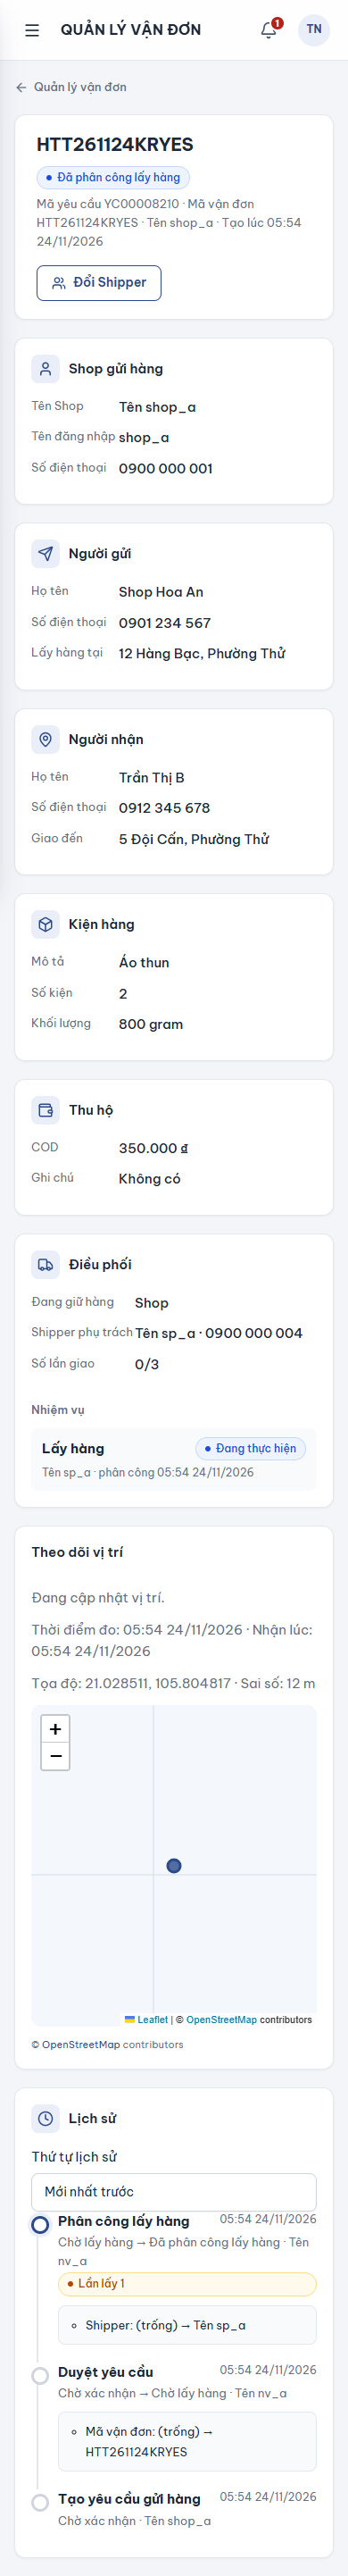 QUẢN LÝ VẬN ĐƠN
1
TN
Quản lý vận đơn
HTT261124KRYES
Đã phân công lấy hàng
Mã yêu cầu YC00008210 · Mã vận đơn
HTT261124KRYES · Tên shop_a · Tạo lúc 05:54
24/11/2026
Đổi Shipper
Shop gửi hàng
Tên Shop Tên shop_a
Tên đăng nhập shop_a
Số điện thoại 0900 000 001
Người gửi
Họ tên Shop Hoa An
Số điện thoại 0901 234 567
Lấy hàng tại 12 Hàng Bạc, Phường Thử
Người nhận
Họ tên Trần Thị B
Số điện thoại 0912 345 678
Giao đến 5 Đội Cấn, Phường Thử
Kiện hàng
Mô tả Áo thun
Số kiện 2
Khối lượng 800 gram
Thu hộ
COD 350.000 ₫
Ghi chú Không có
Điều phối
Đang giữ hàng Shop
Shipper phụ trách Tên sp_a · 0900 000 004
Số lần giao 0/3
Nhiệm vụ
Lấy hàng Đang thực hiện
Tên sp_a · phân công 05:54 24/11/2026
Theo dõi vị trí
Đang cập nhật vị trí.
Thời điểm đo: 05:54 24/11/2026 · Nhận lúc:
05:54 24/11/2026
Tọa độ: 21.028511, 105.804817 · Sai số: 12 m
+
−
Leaflet | © OpenStreetMap contributors
© OpenStreetMap contributors
Lịch sử
Thứ tự lịch sử
Mới nhất trước
Phân công lấy hàng 05:54 24/11/2026
Chờ lấy hàng → Đã phân công lấy hàng · Tên
nv_a
Lần lấy 1
Shipper: (trống) → Tên sp_a
Duyệt yêu cầu 05:54 24/11/2026
Chờ xác nhận → Chờ lấy hàng · Tên nv_a
Mã vận đơn: (trống) →
HTT261124KRYES
Tạo yêu cầu gửi hàng 05:54 24/11/2026
Chờ xác nhận · Tên shop_a